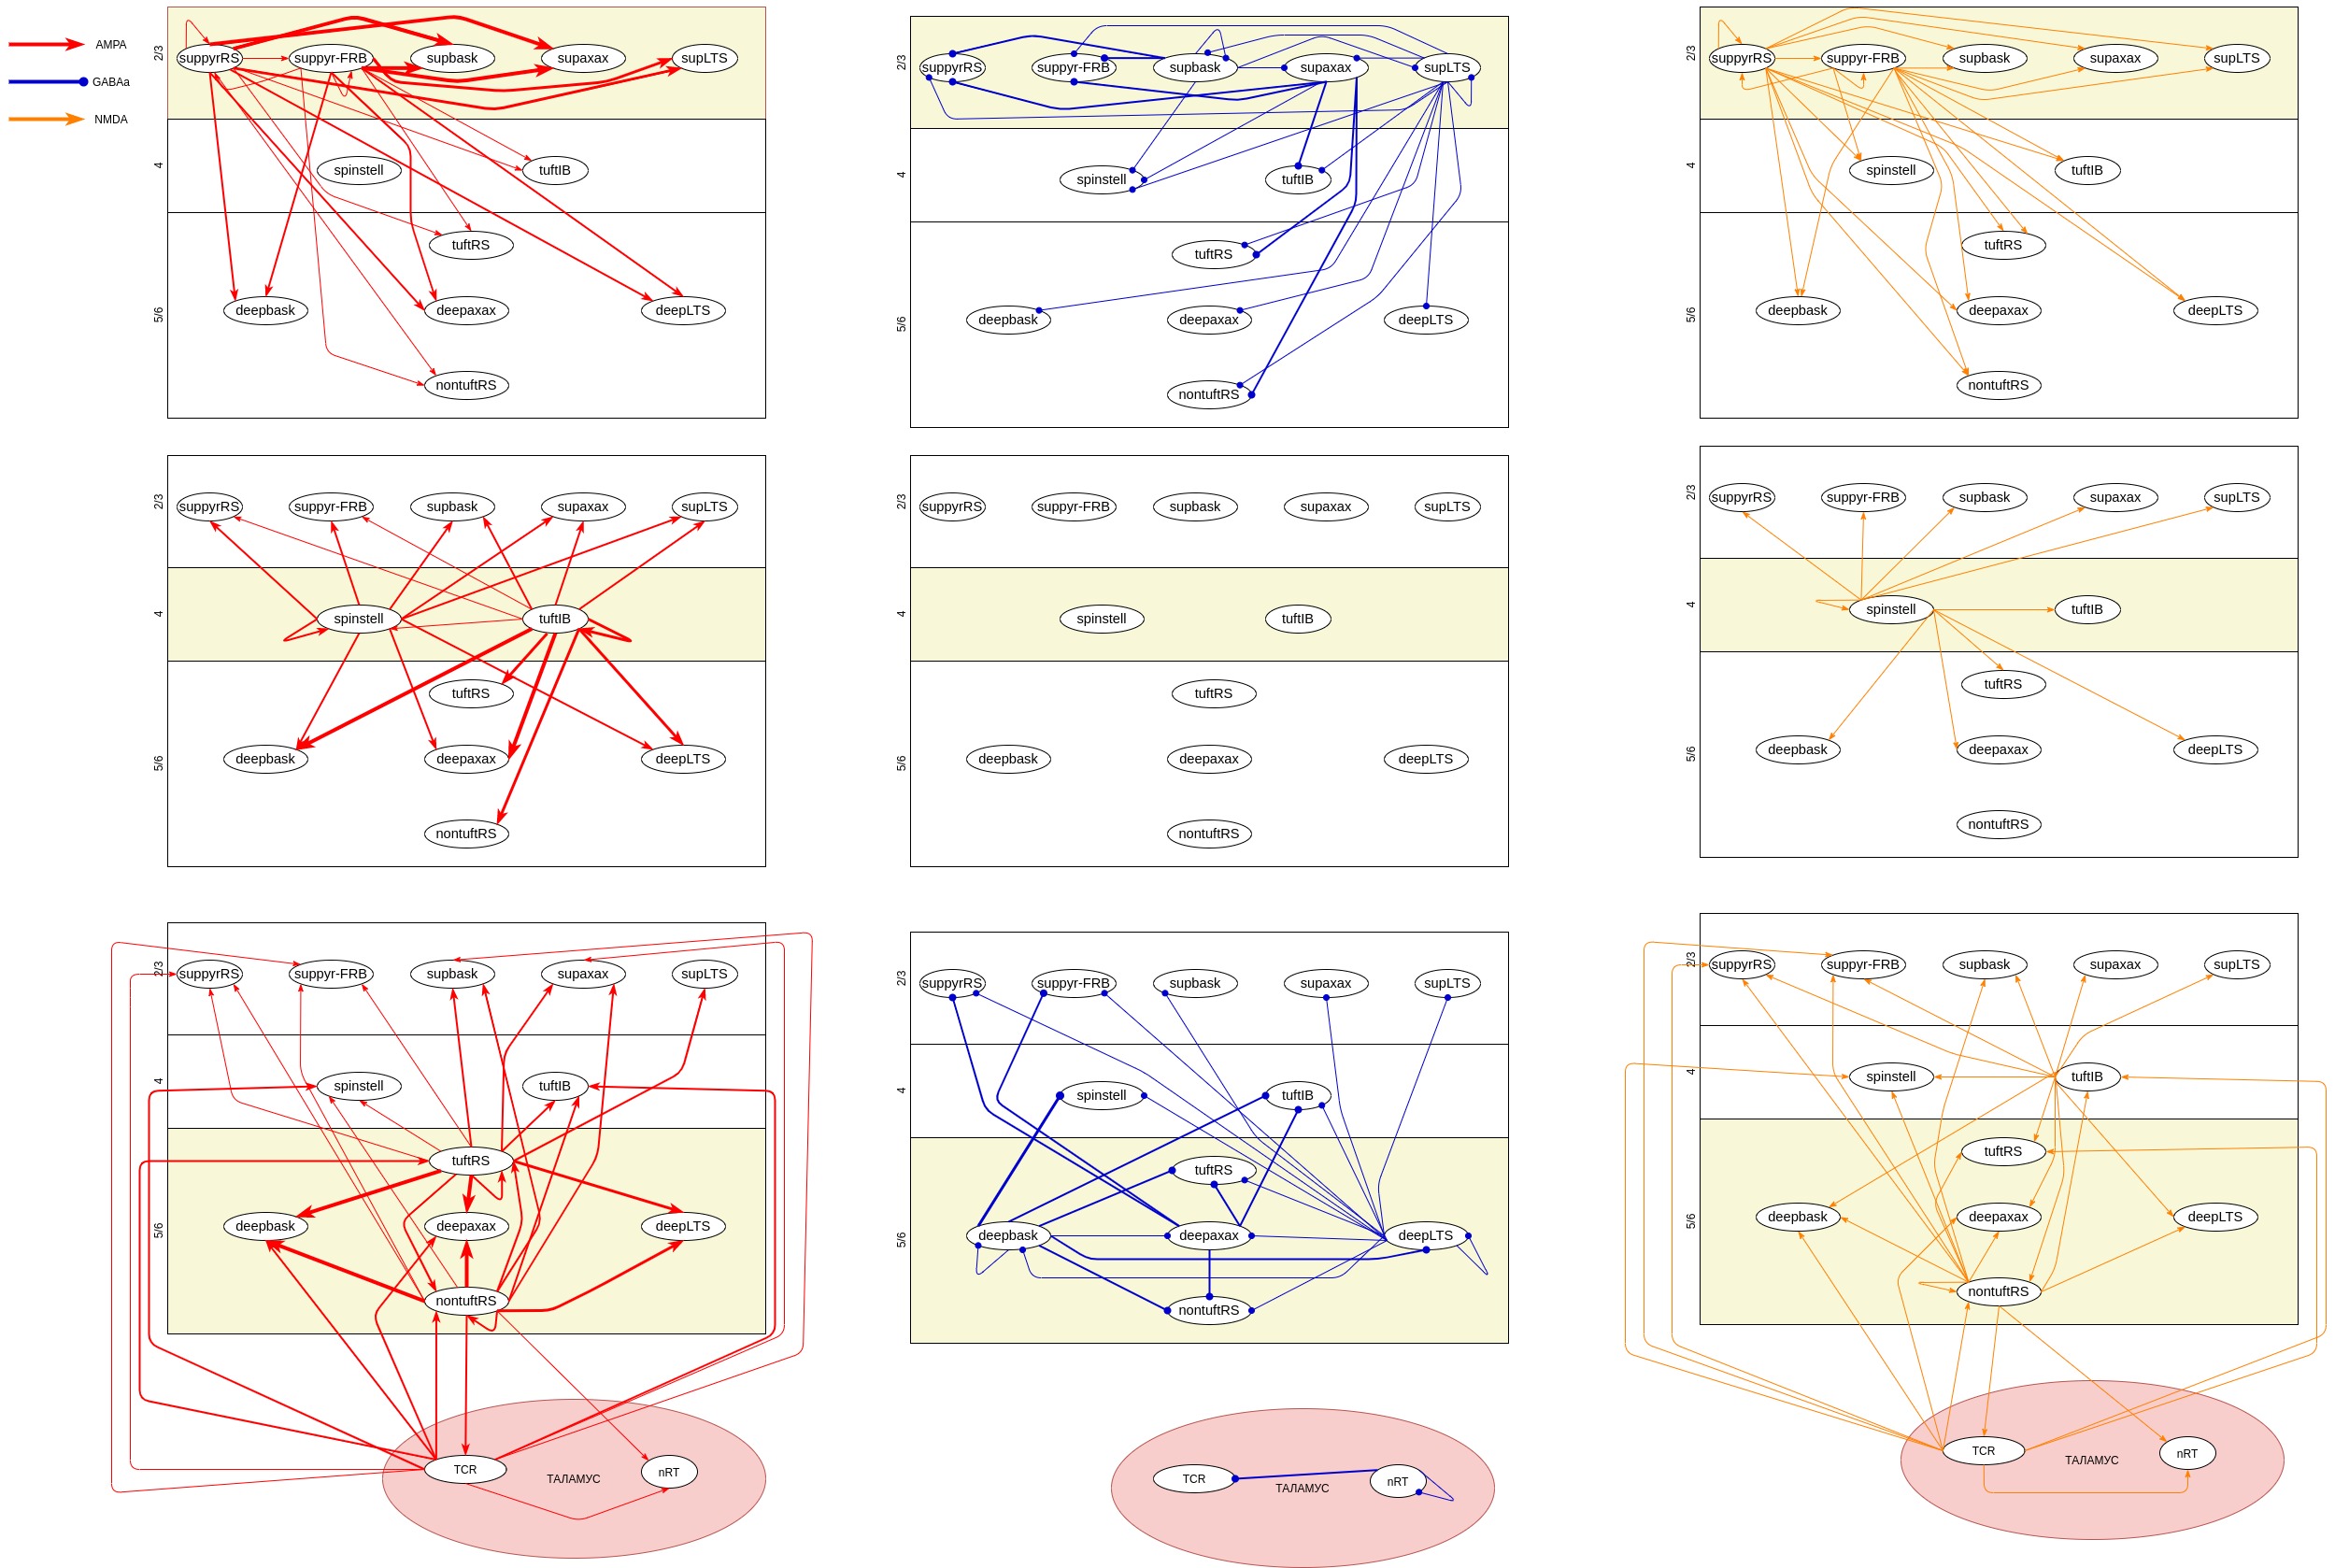 AMPA
GABAa
NMDA
2/3
suppyrRS
suppyr-FRB
supbask
supaxax
supLTS
4
spinstell
tuftIB
5/6
tuftRS
deepbask
deepaxax
deepLTS
nontuftRS
2/3
suppyrRS
suppyr-FRB
supbask
supaxax
supLTS
4
spinstell
tuftIB
5/6
tuftRS
deepbask
deepaxax
deepLTS
nontuftRS
2/3
suppyrRS
suppyr-FRB
supbask
supaxax
supLTS
4
spinstell
tuftIB
5/6
tuftRS
deepbask
deepaxax
deepLTS
nontuftRS
2/3
suppyrRS
suppyr-FRB
supbask
supaxax
supLTS
4
spinstell
tuftIB
5/6
tuftRS
deepbask
deepaxax
deepLTS
nontuftRS
2/3
suppyrRS
suppyr-FRB
supbask
supaxax
supLTS
4
spinstell
tuftIB
5/6
tuftRS
deepbask
deepaxax
deepLTS
nontuftRS
2/3
suppyrRS
suppyr-FRB
supbask
supaxax
supLTS
4
spinstell
tuftIB
5/6
tuftRS
deepbask
deepaxax
deepLTS
nontuftRS
2/3
suppyrRS
suppyr-FRB
supbask
supaxax
supLTS
4
spinstell
tuftIB
5/6
tuftRS
deepbask
deepaxax
deepLTS
nontuftRS
TCR
ТАЛАМУС
nRT
2/3
suppyrRS
suppyr-FRB
supbask
supaxax
supLTS
4
spinstell
tuftIB
5/6
tuftRS
deepbask
deepaxax
deepLTS
nontuftRS
TCR
ТАЛАМУС
nRT
2/3
suppyrRS
suppyr-FRB
supbask
supaxax
supLTS
4
spinstell
tuftIB
5/6
tuftRS
deepbask
deepaxax
deepLTS
nontuftRS
TCR
ТАЛАМУС
nRT